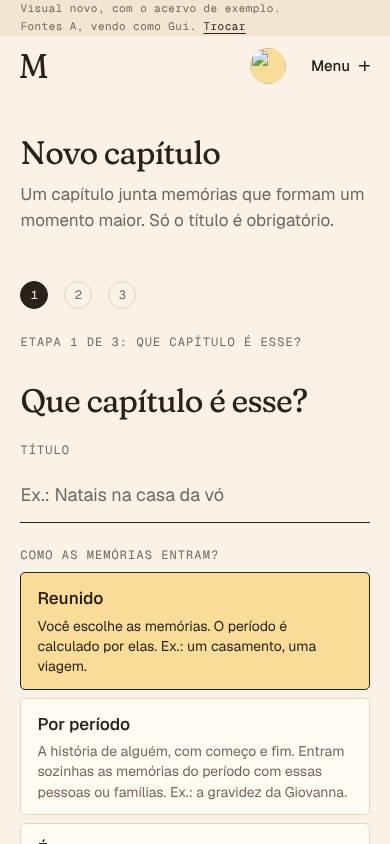 Visual novo, com o acervo de exemplo.
Fontes A, vendo como Gui. Trocar
M
Menu +
Novo capítulo
Um capítulo junta memórias que formam um
momento maior. Só o título é obrigatório.
1 2 3
ETAPA 1 DE 3: QUE CAPÍTULO É ESSE?
Que capítulo é esse?
TÍTULO
Ex.: Natais na casa da vó
COMO AS MEMÓRIAS ENTRAM?
Reunido
Você escolhe as memórias. O período é
calculado por elas. Ex.: um casamento, uma
viagem.
Por período
A história de alguém, com começo e fim. Entram
sozinhas as memórias do período com essas
pessoas ou famílias. Ex.: a gravidez da Giovanna.